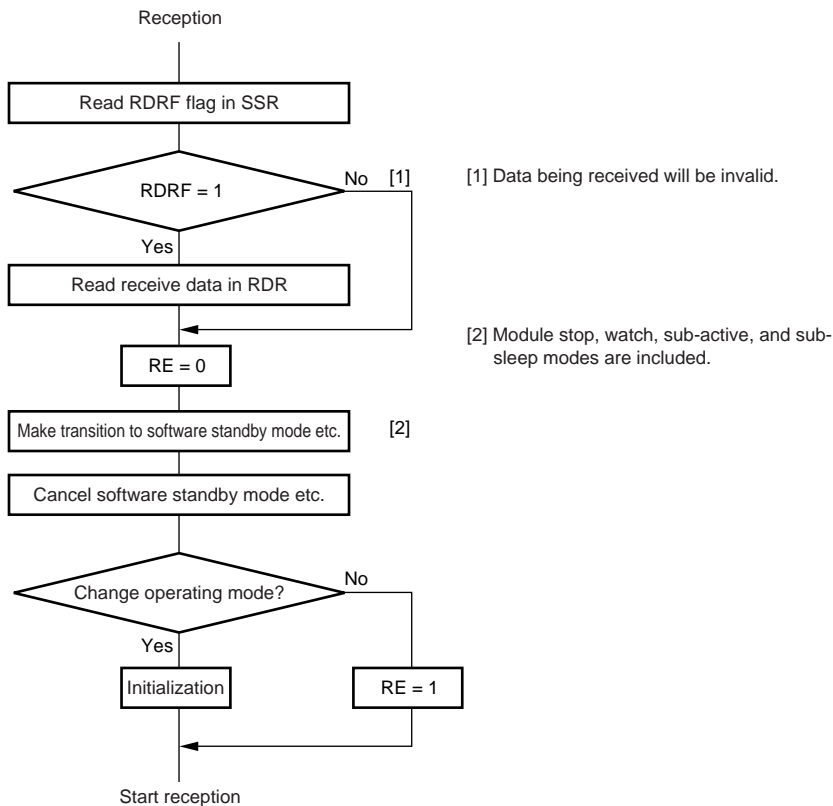 Reception
Read RDRF flag in SSR
RDRF = 1
No [1]
[1] Data being received will be invalid.
Yes
Read receive data in RDR
[2] Module stop, watch, sub-active, and sub-
sleep modes are included.
RE = 0
Make transition to software standby mode etc. [2]
Cancel software standby mode etc.
Change operating mode?
No
Yes
Initialization
RE = 1
Start reception